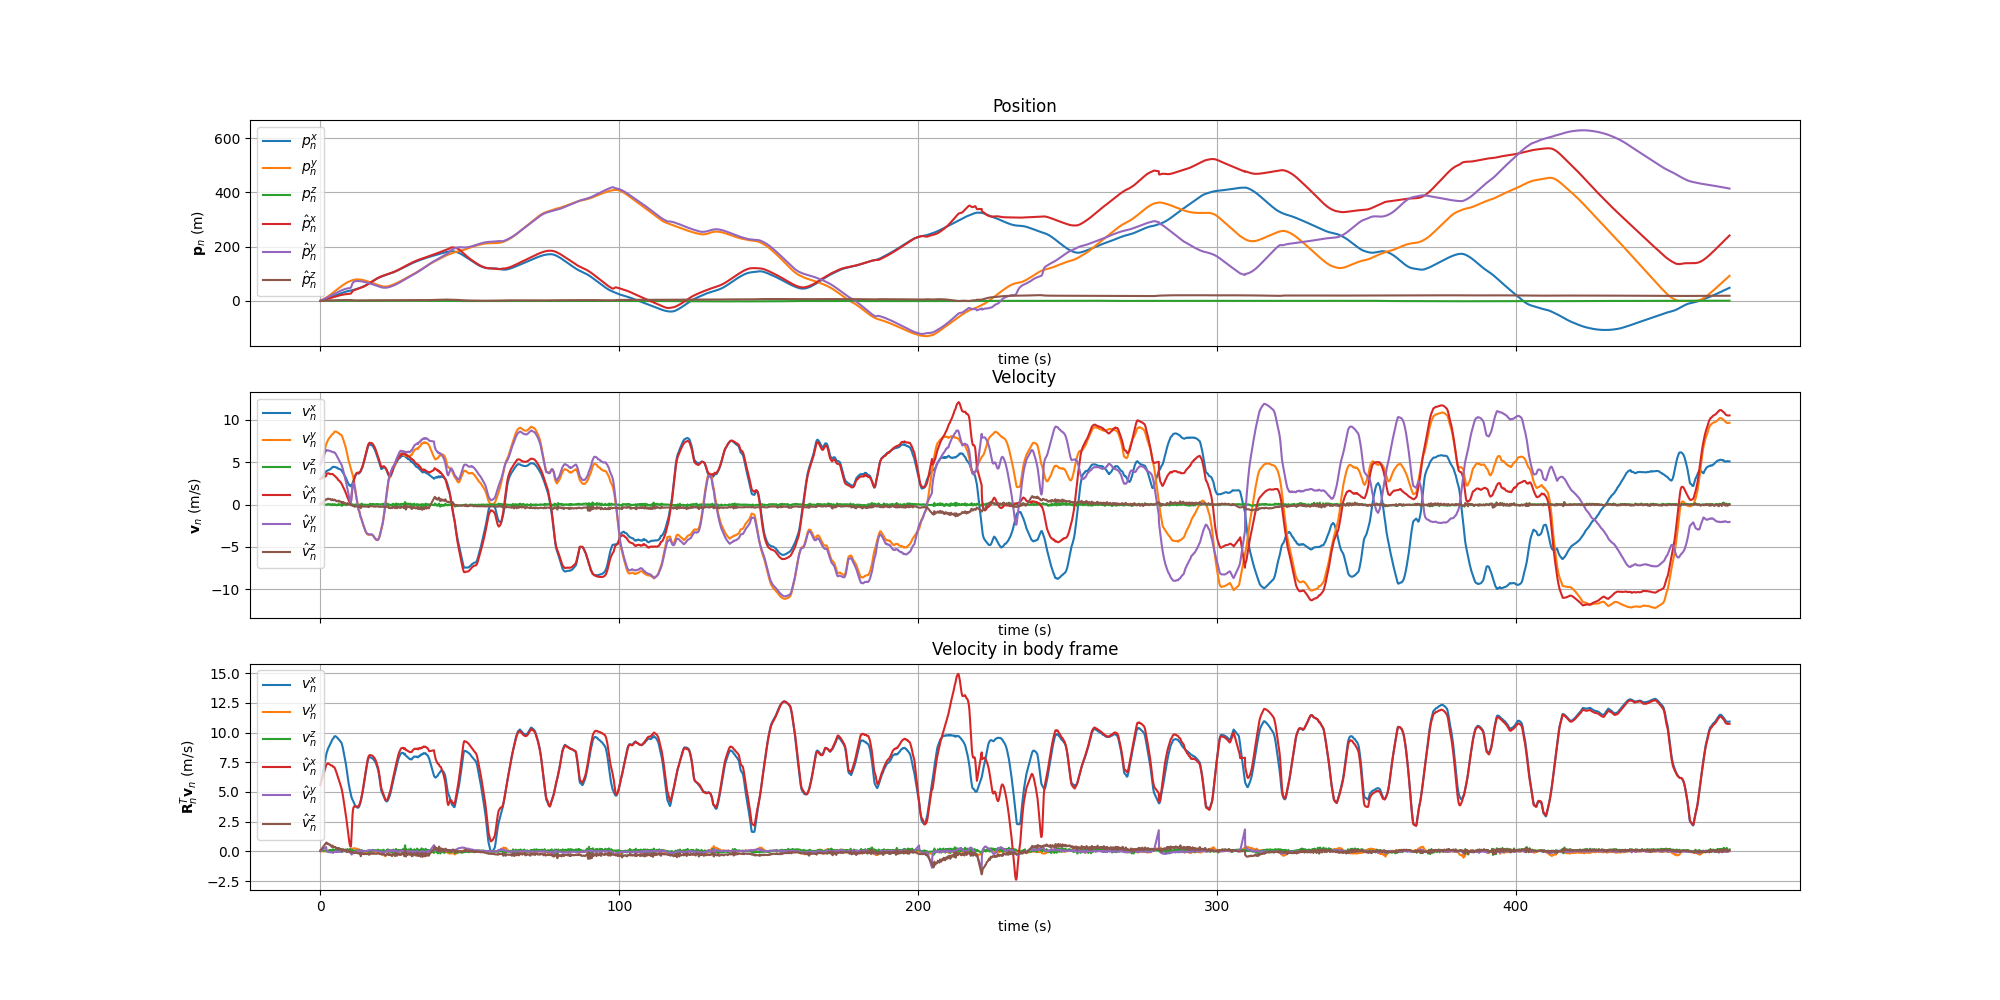 Position
600
400
200
0
p_n (m)
p_n^x
p_n^y
p_n^z
p̂_n^x
p̂_n^y
p̂_n^z
time (s)
Velocity
10
5
0
−5
−10
v_n (m/s)
v_n^x
v_n^y
v_n^z
v̂_n^x
v̂_n^y
v̂_n^z
time (s)
Velocity in body frame
15.0
12.5
10.0
7.5
5.0
2.5
0.0
−2.5
R_n^T v_n (m/s)
v_n^x
v_n^y
v_n^z
v̂_n^x
v̂_n^y
v̂_n^z
0 100 200 300 400
time (s)